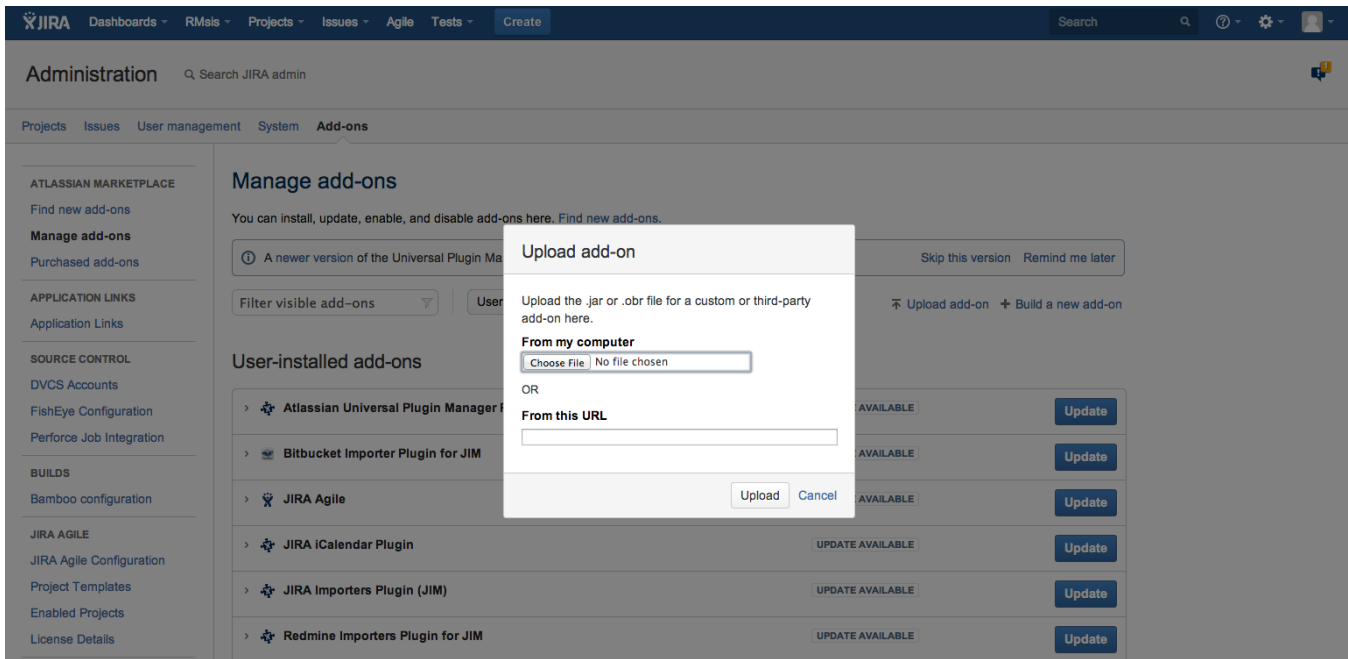 JIRA Dashboards RMsis Projects Issues Agile Tests Create Search
Administration Search JIRA admin
Projects Issues User management System Add-ons
ATLASSIAN MARKETPLACE
Find new add-ons
Manage add-ons
Purchased add-ons
APPLICATION LINKS
Application Links
SOURCE CONTROL
DVCS Accounts
FishEye Configuration
Perforce Job Integration
BUILDS
Bamboo configuration
JIRA AGILE
JIRA Agile Configuration
Project Templates
Enabled Projects
License Details
Manage add-ons
You can install, update, enable, and disable add-ons here. Find new add-ons.
A newer version of the Universal Plugin Ma
Skip this version Remind me later
Filter visible add-ons User
Upload add-on + Build a new add-on
User-installed add-ons
Atlassian Universal Plugin Manager AVAILABLE Update
Bitbucket Importer Plugin for JIM AVAILABLE Update
JIRA Agile AVAILABLE Update
JIRA iCalendar Plugin UPDATE AVAILABLE Update
JIRA Importers Plugin (JIM) UPDATE AVAILABLE Update
Redmine Importers Plugin for JIM UPDATE AVAILABLE Update
Upload add-on
Upload the .jar or .obr file for a custom or third-party
add-on here.
From my computer
Choose File No file chosen
OR
From this URL
Upload Cancel